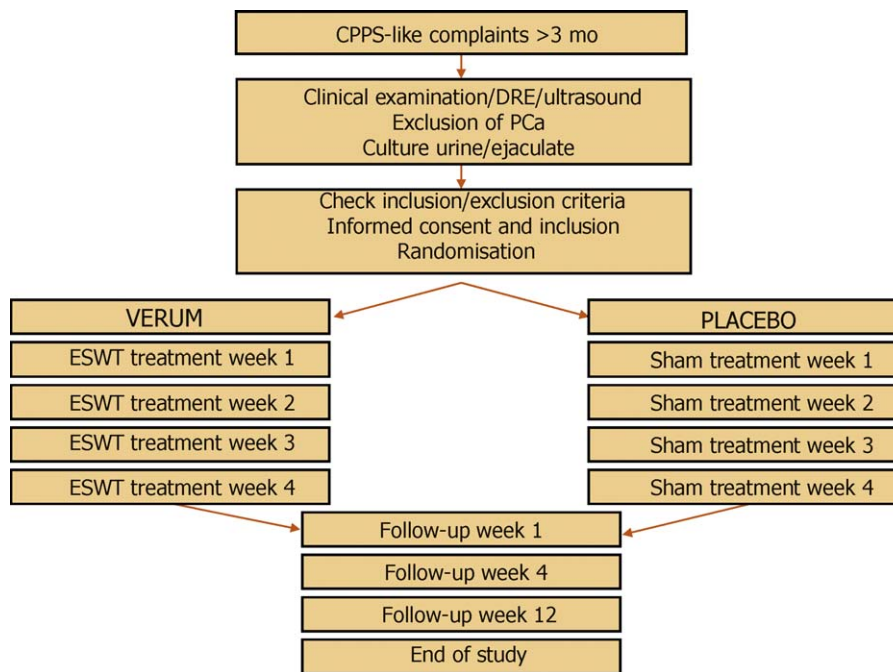 CPPS-like complaints >3 mo
Clinical examination/DRE/ultrasound
Exclusion of PCa
Culture urine/ejaculate
Check inclusion/exclusion criteria
Informed consent and inclusion
Randomisation
VERUM
ESWT treatment week 1
ESWT treatment week 2
ESWT treatment week 3
ESWT treatment week 4
PLACEBO
Sham treatment week 1
Sham treatment week 2
Sham treatment week 3
Sham treatment week 4
Follow-up week 1
Follow-up week 4
Follow-up week 12
End of study